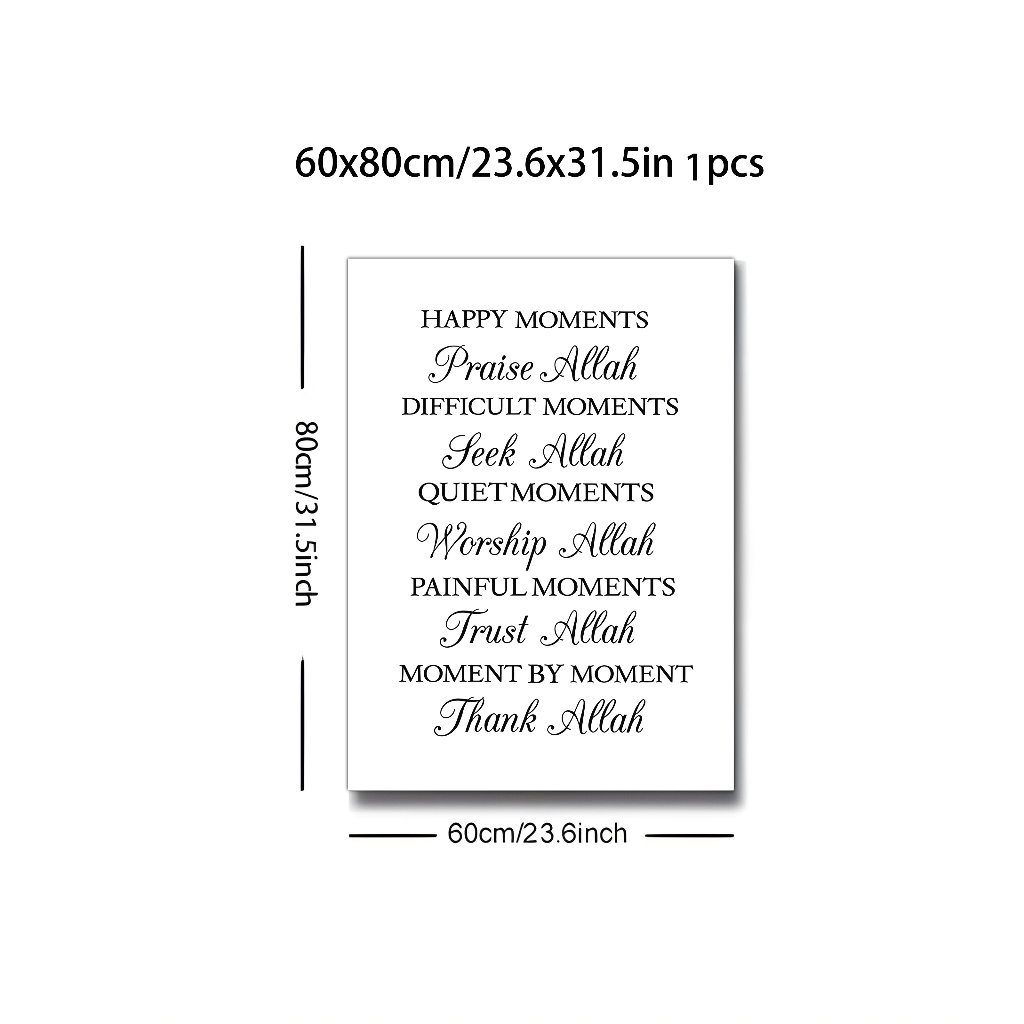 60x80cm/23.6x31.5in 1pcs
HAPPY MOMENTS
Praise Allah
DIFFICULT MOMENTS
Seek Allah
QUIET MOMENTS
Worship Allah
PAINFUL MOMENTS
Trust Allah
MOMENT BY MOMENT
Thank Allah
80cm/31.5inch
60cm/23.6inch